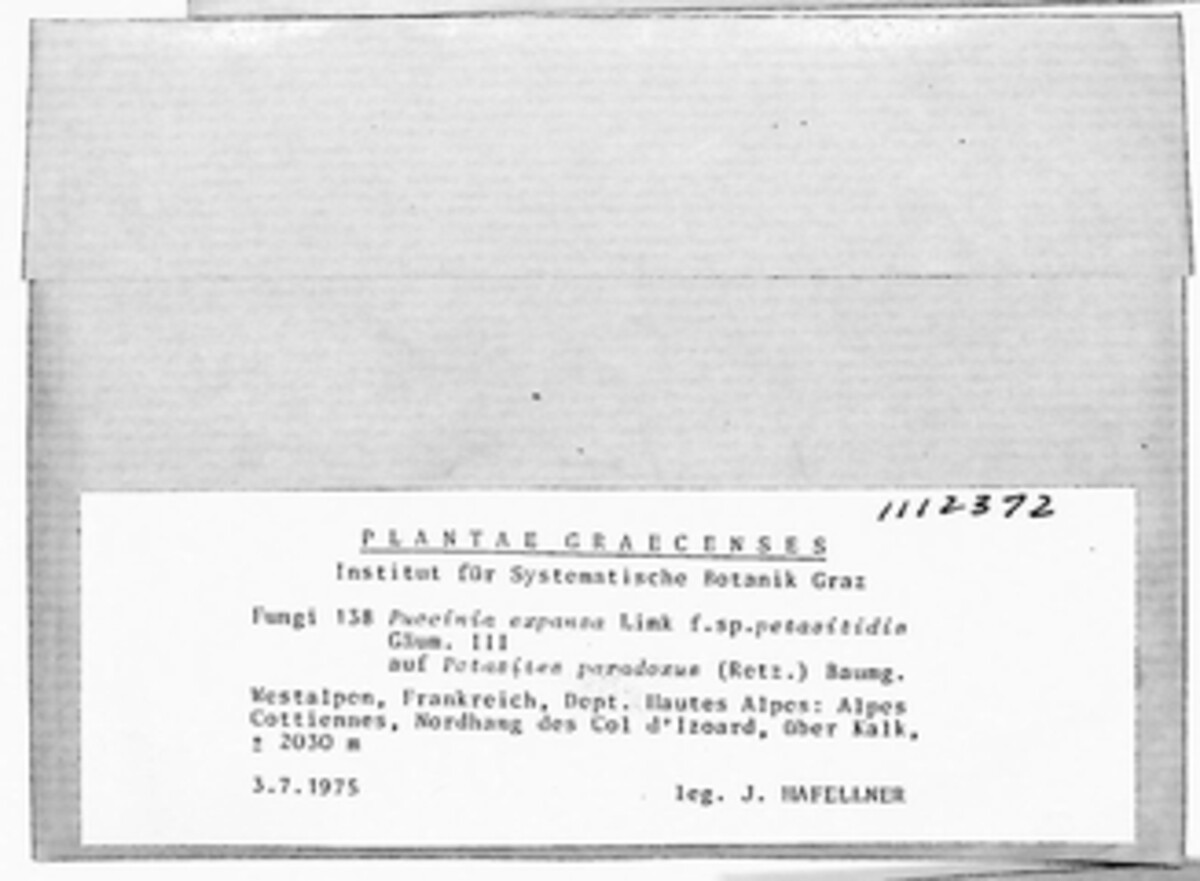 1112372
PLANTAE GRAECENSES
Institut für Systematische Botanik Graz
Fungi 138 Puccinia expansa Link f.sp.petasitidis
Gäum. III
auf Petasites paradoxus (Retz.) Baumg.
Westalpen, Frankreich, Dept. Hautes Alpes: Alpes
Cottiennes, Nordhang des Col d'Izoard, über Kalk,
± 2030 m
3.7.1975 leg. J. HAFELLNER